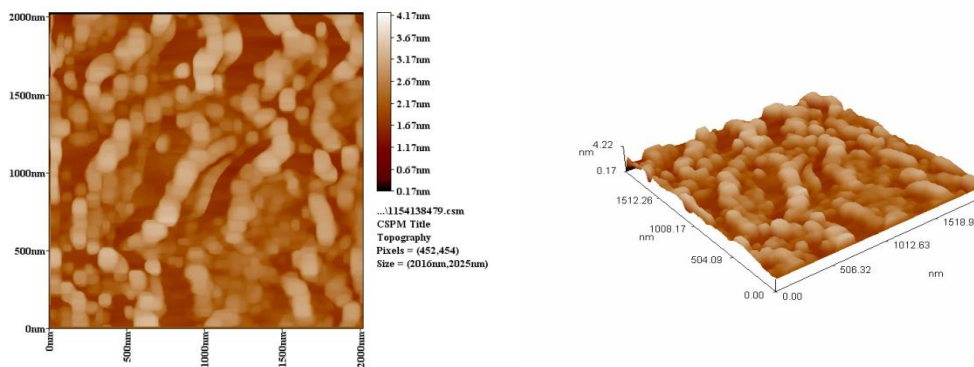 2000nm
1500nm
1000nm
500nm
0nm
0nm
500nm
1000nm
1500nm
2000nm
4.17nm
3.67nm
3.17nm
2.67nm
2.17nm
1.67nm
1.17nm
0.67nm
0.17nm
...\1154138479.csm
CSPM Title
Topography
Pixels = (452,454)
Size = (2016nm,2025nm)
4.22
nm
0.17
1512.26
1008.17
nm
504.09
0.00
0.00
506.32
1012.63
1518.9
nm